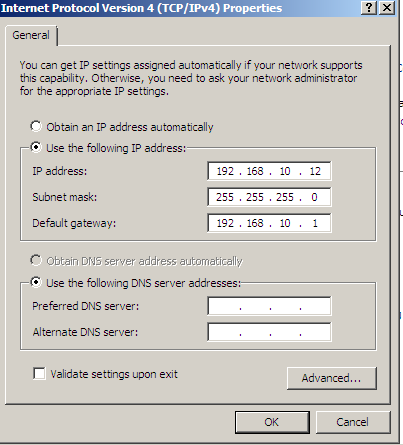 Internet Protocol Version 4 (TCP/IPv4) Properties
General
You can get IP settings assigned automatically if your network supports
this capability. Otherwise, you need to ask your network administrator
for the appropriate IP settings.
Obtain an IP address automatically
Use the following IP address:
IP address: 192 . 168 . 10 . 12
Subnet mask: 255 . 255 . 255 . 0
Default gateway: 192 . 168 . 10 . 1
Obtain DNS server address automatically
Use the following DNS server addresses:
Preferred DNS server: . . .
Alternate DNS server: . . .
Validate settings upon exit
Advanced...
OK Cancel